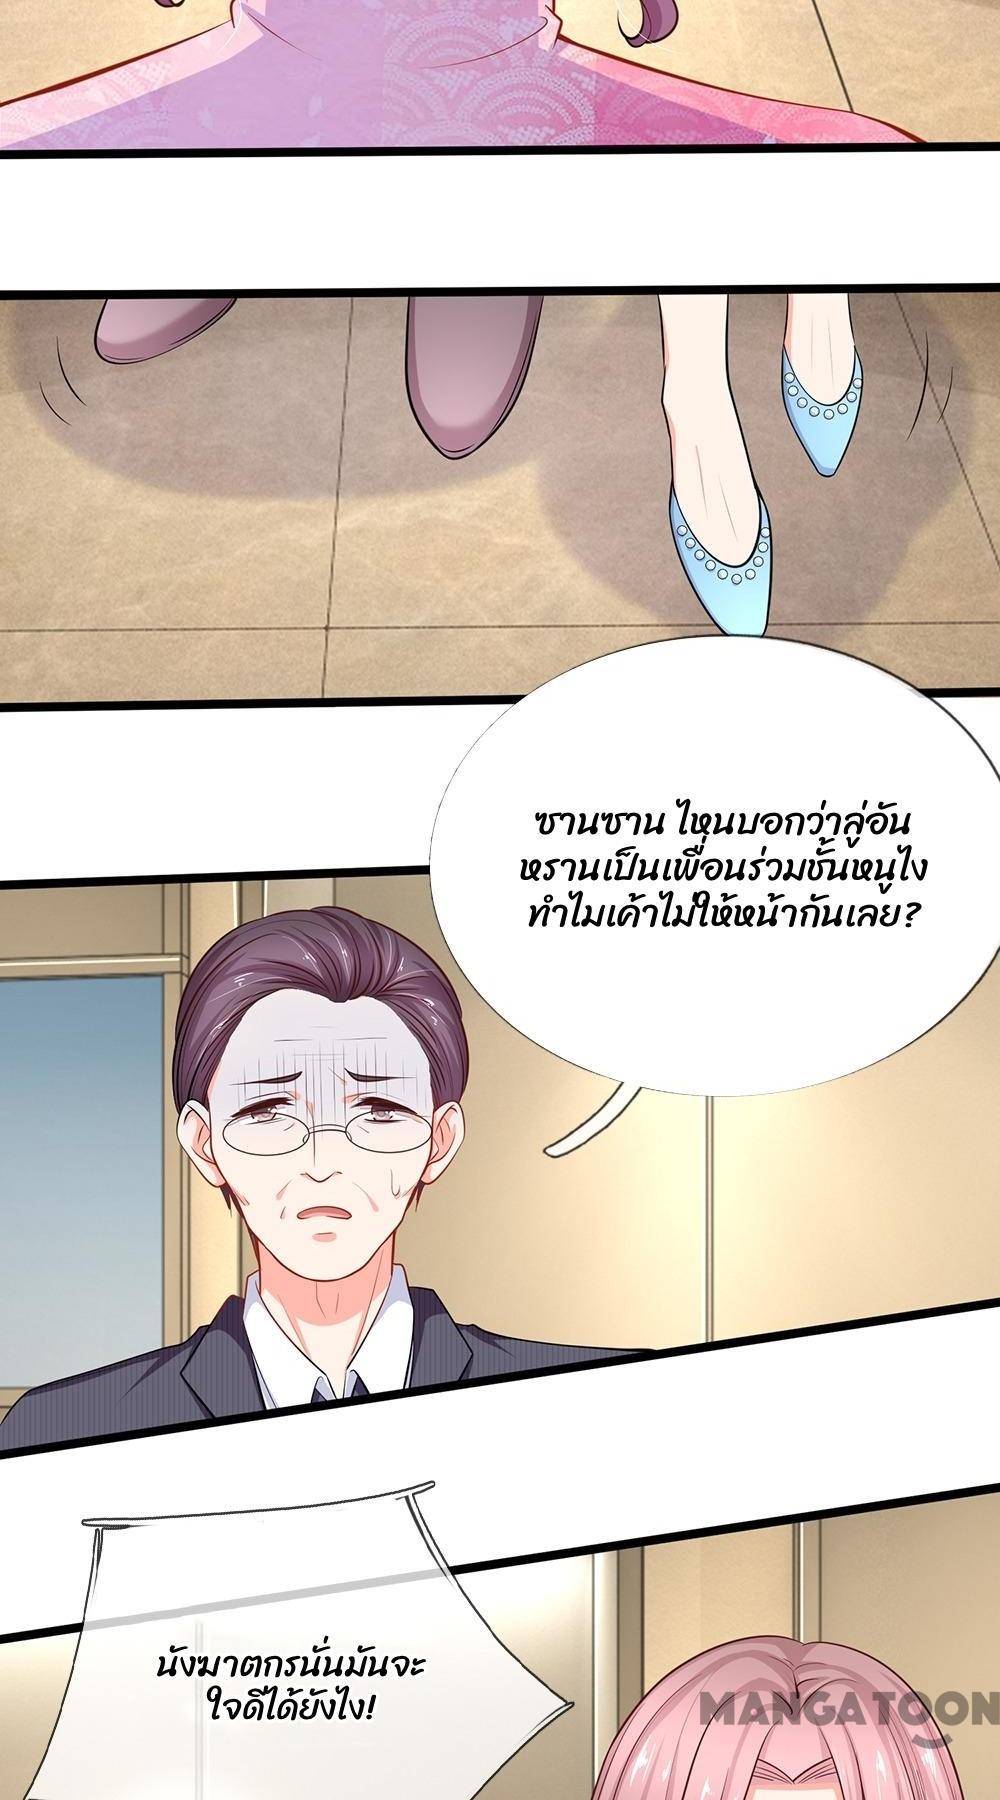 ซานซาน ไหนบอกว่าลู่อัน
หรานเป็นเพื่อนร่วมชั้นหนูไง
ทำไมเค้าไม่ให้หน้ากันเลย?
นังฆาตกรนั่นมันจะ
ใจดีได้ยังไง!
MANGATOON